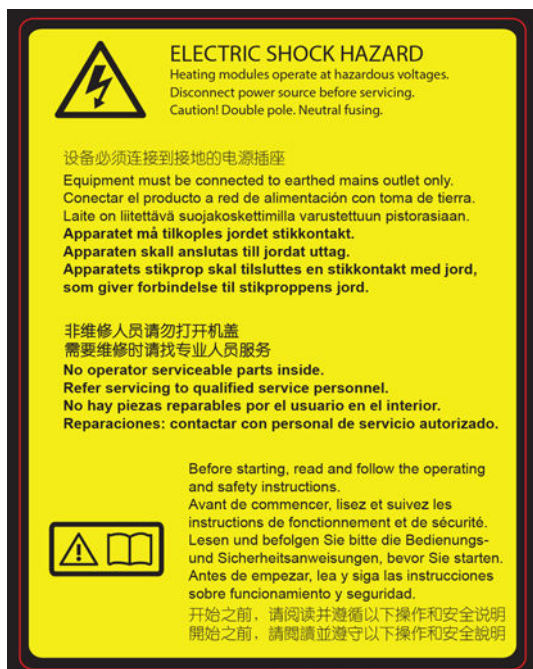 ELECTRIC SHOCK HAZARD
Heating modules operate at hazardous voltages.
Disconnect power source before servicing.
Caution! Double pole. Neutral fusing.
设备必须连接到接地的电源插座
Equipment must be connected to earthed mains outlet only.
Conectar el producto a red de alimentación con toma de tierra.
Laite on liitettävä suojakoskettimilla varustettuun pistorasiaan.
Apparatet må tilkoples jordet stikkontakt.
Apparaten skall anslutas till jordat uttag.
Apparatets stikprop skal tilsluttes en stikkontakt med jord,
som giver forbindelse til stikproppens jord.
非维修人员请勿打开机盖
需要维修时请找专业人员服务
No operator serviceable parts inside.
Refer servicing to qualified service personnel.
No hay piezas reparables por el usuario en el interior.
Reparaciones: contactar con personal de servicio autorizado.
Before starting, read and follow the operating
and safety instructions.
Avant de commencer, lisez et suivez les
instructions de fonctionnement et de sécurité.
Lesen und befolgen Sie bitte die Bedienungs-
und Sicherheitsanweisungen, bevor Sie starten.
Antes de empezar, lea y siga las instrucciones
sobre funcionamiento y seguridad.
开始之前，请阅读并遵循以下操作和安全说明
開始之前，請閱讀並遵守以下操作和安全說明